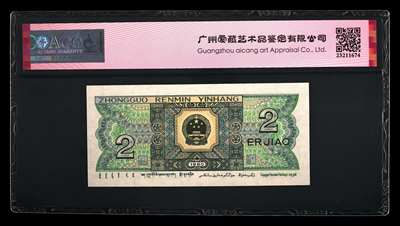 ACG
广州爱藏艺术品鉴定有限公司
Guangzhou aicang art Appraisal Co., Ltd.
25211674
ZHONGGUO RENMIN YINHANG
2
2
ERJIAO
1980